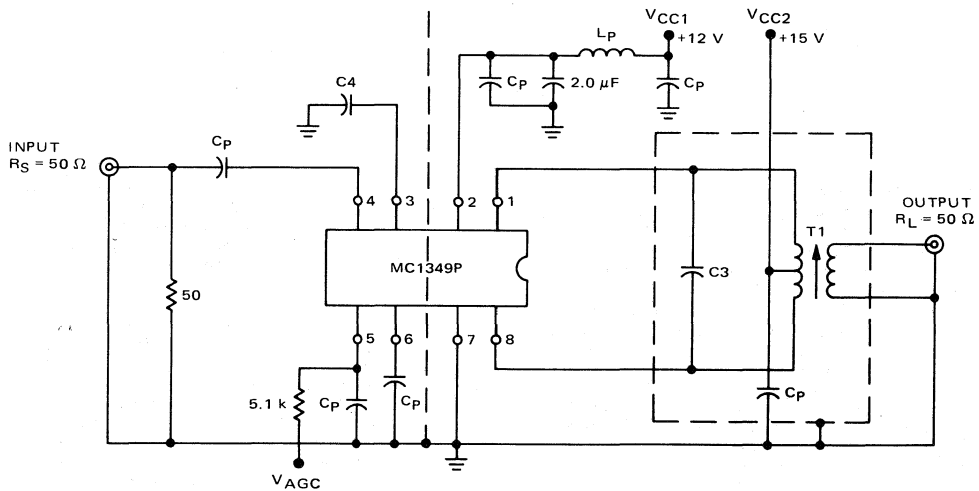 VCC1
+12 V
VCC2
+15 V
LP
CP
2.0 µF
CP
C4
INPUT
RS = 50 Ω
CP
4
3
2
1
OUTPUT
RL = 50 Ω
T1
MC1349P
C3
50
5
6
7
8
5.1 k
CP
CP
CP
VAGC